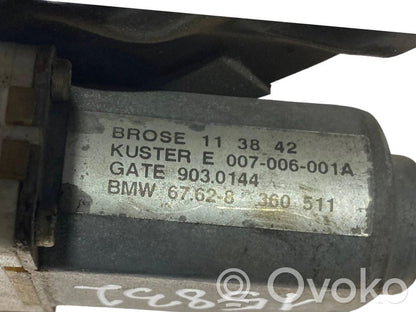 BROSE 11 38 42
KUSTER E 007-006-001A
GATE 903.0144
BMW 67.62-8 360 511
Ovoko